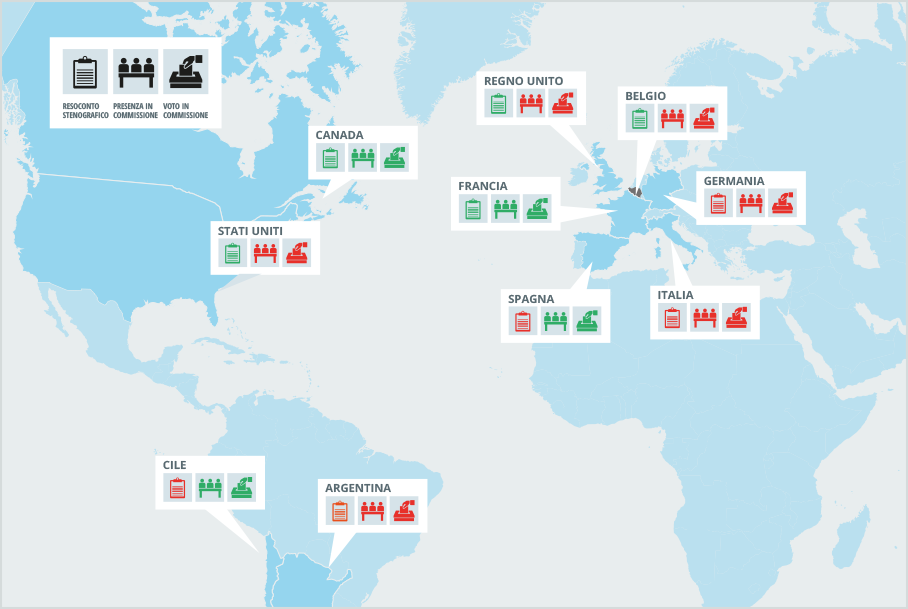 RESOCONTO
STENOGRAFICO
PRESENZA IN
COMMISSIONE
VOTO IN
COMMISSIONE
REGNO UNITO
BELGIO
CANADA
FRANCIA
GERMANIA
STATI UNITI
SPAGNA
ITALIA
CILE
ARGENTINA